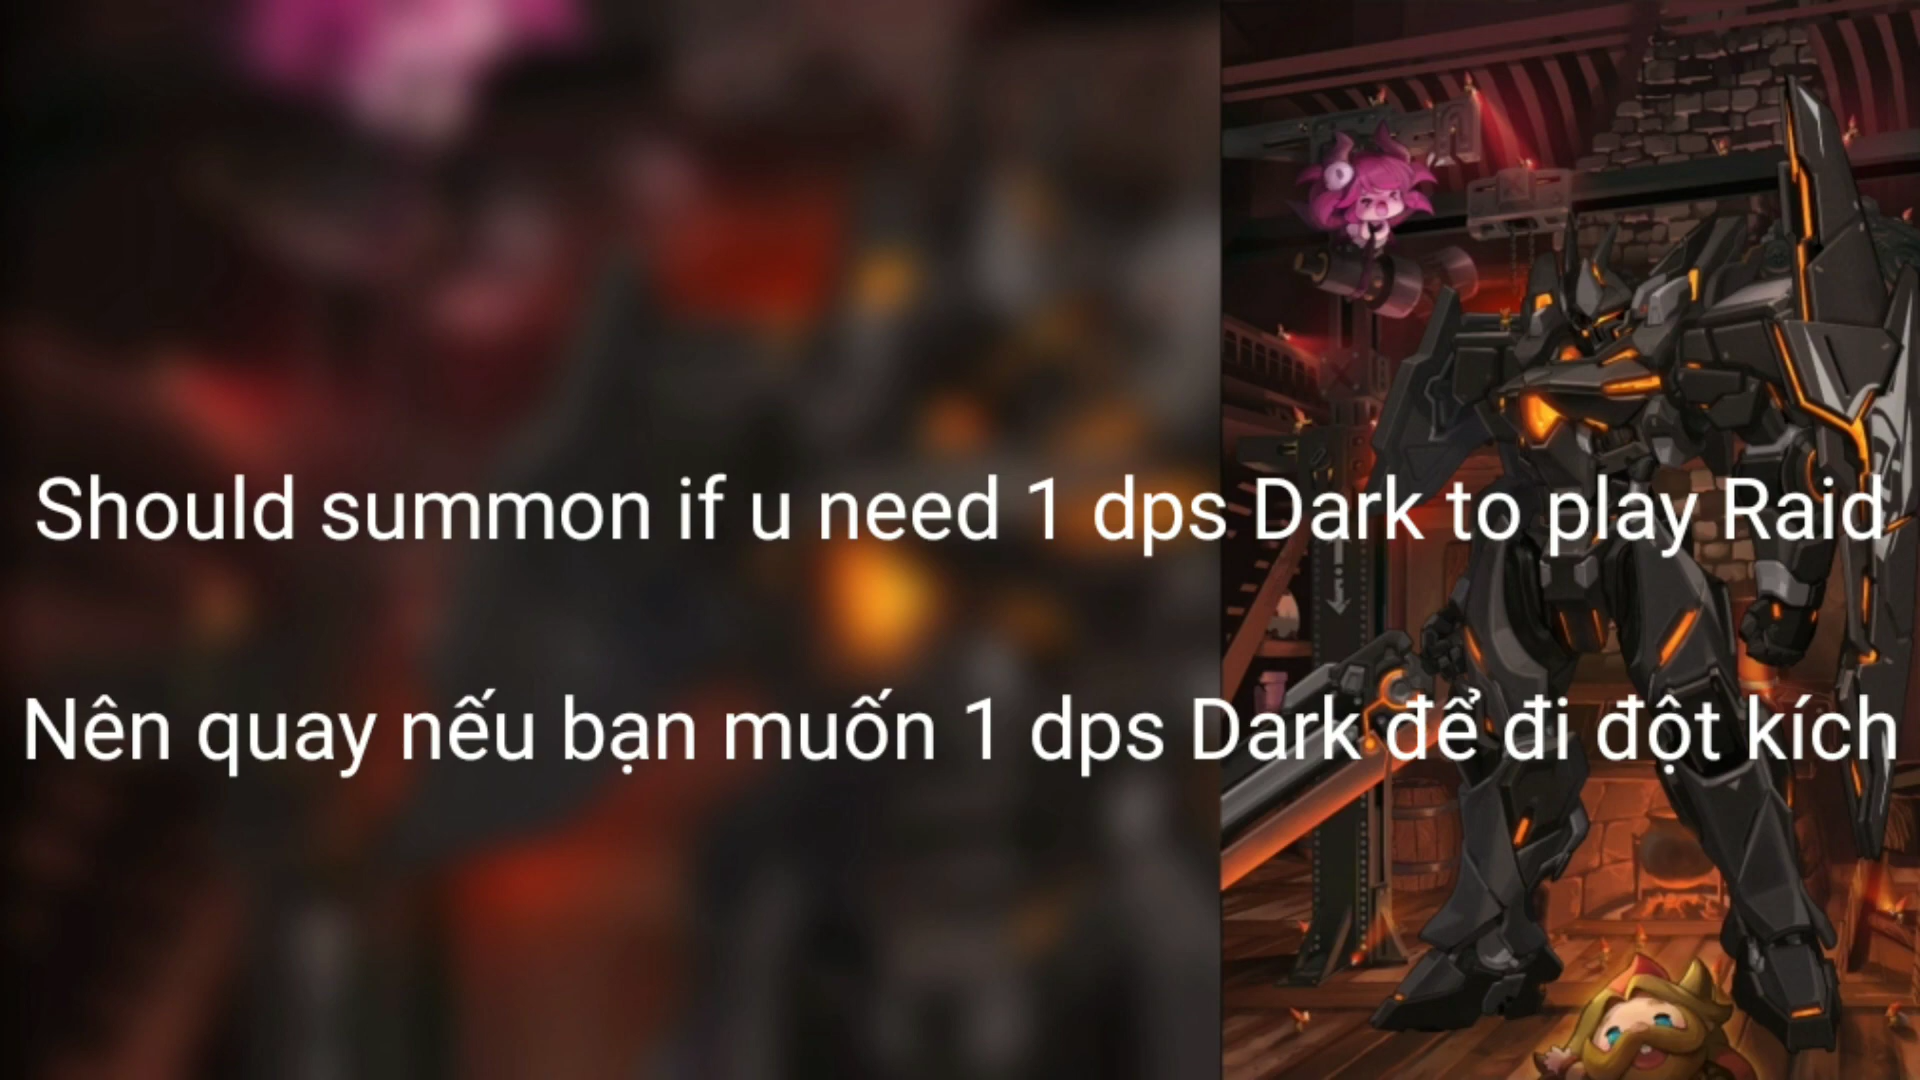 Should summon if u need 1 dps Dark to play Raid
Nên quay nếu bạn muốn 1 dps Dark để đi đột kích